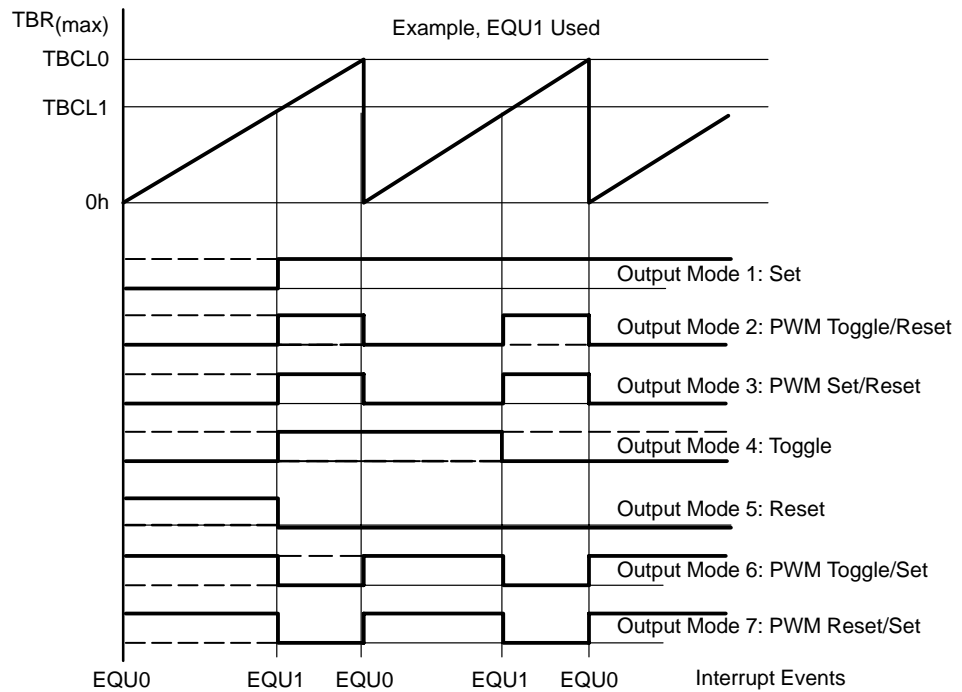 TBR(max)
Example, EQU1 Used
TBCL0
TBCL1
0h
Output Mode 1: Set
Output Mode 2: PWM Toggle/Reset
Output Mode 3: PWM Set/Reset
Output Mode 4: Toggle
Output Mode 5: Reset
Output Mode 6: PWM Toggle/Set
Output Mode 7: PWM Reset/Set
EQU0 EQU1 EQU0 EQU1 EQU0 Interrupt Events